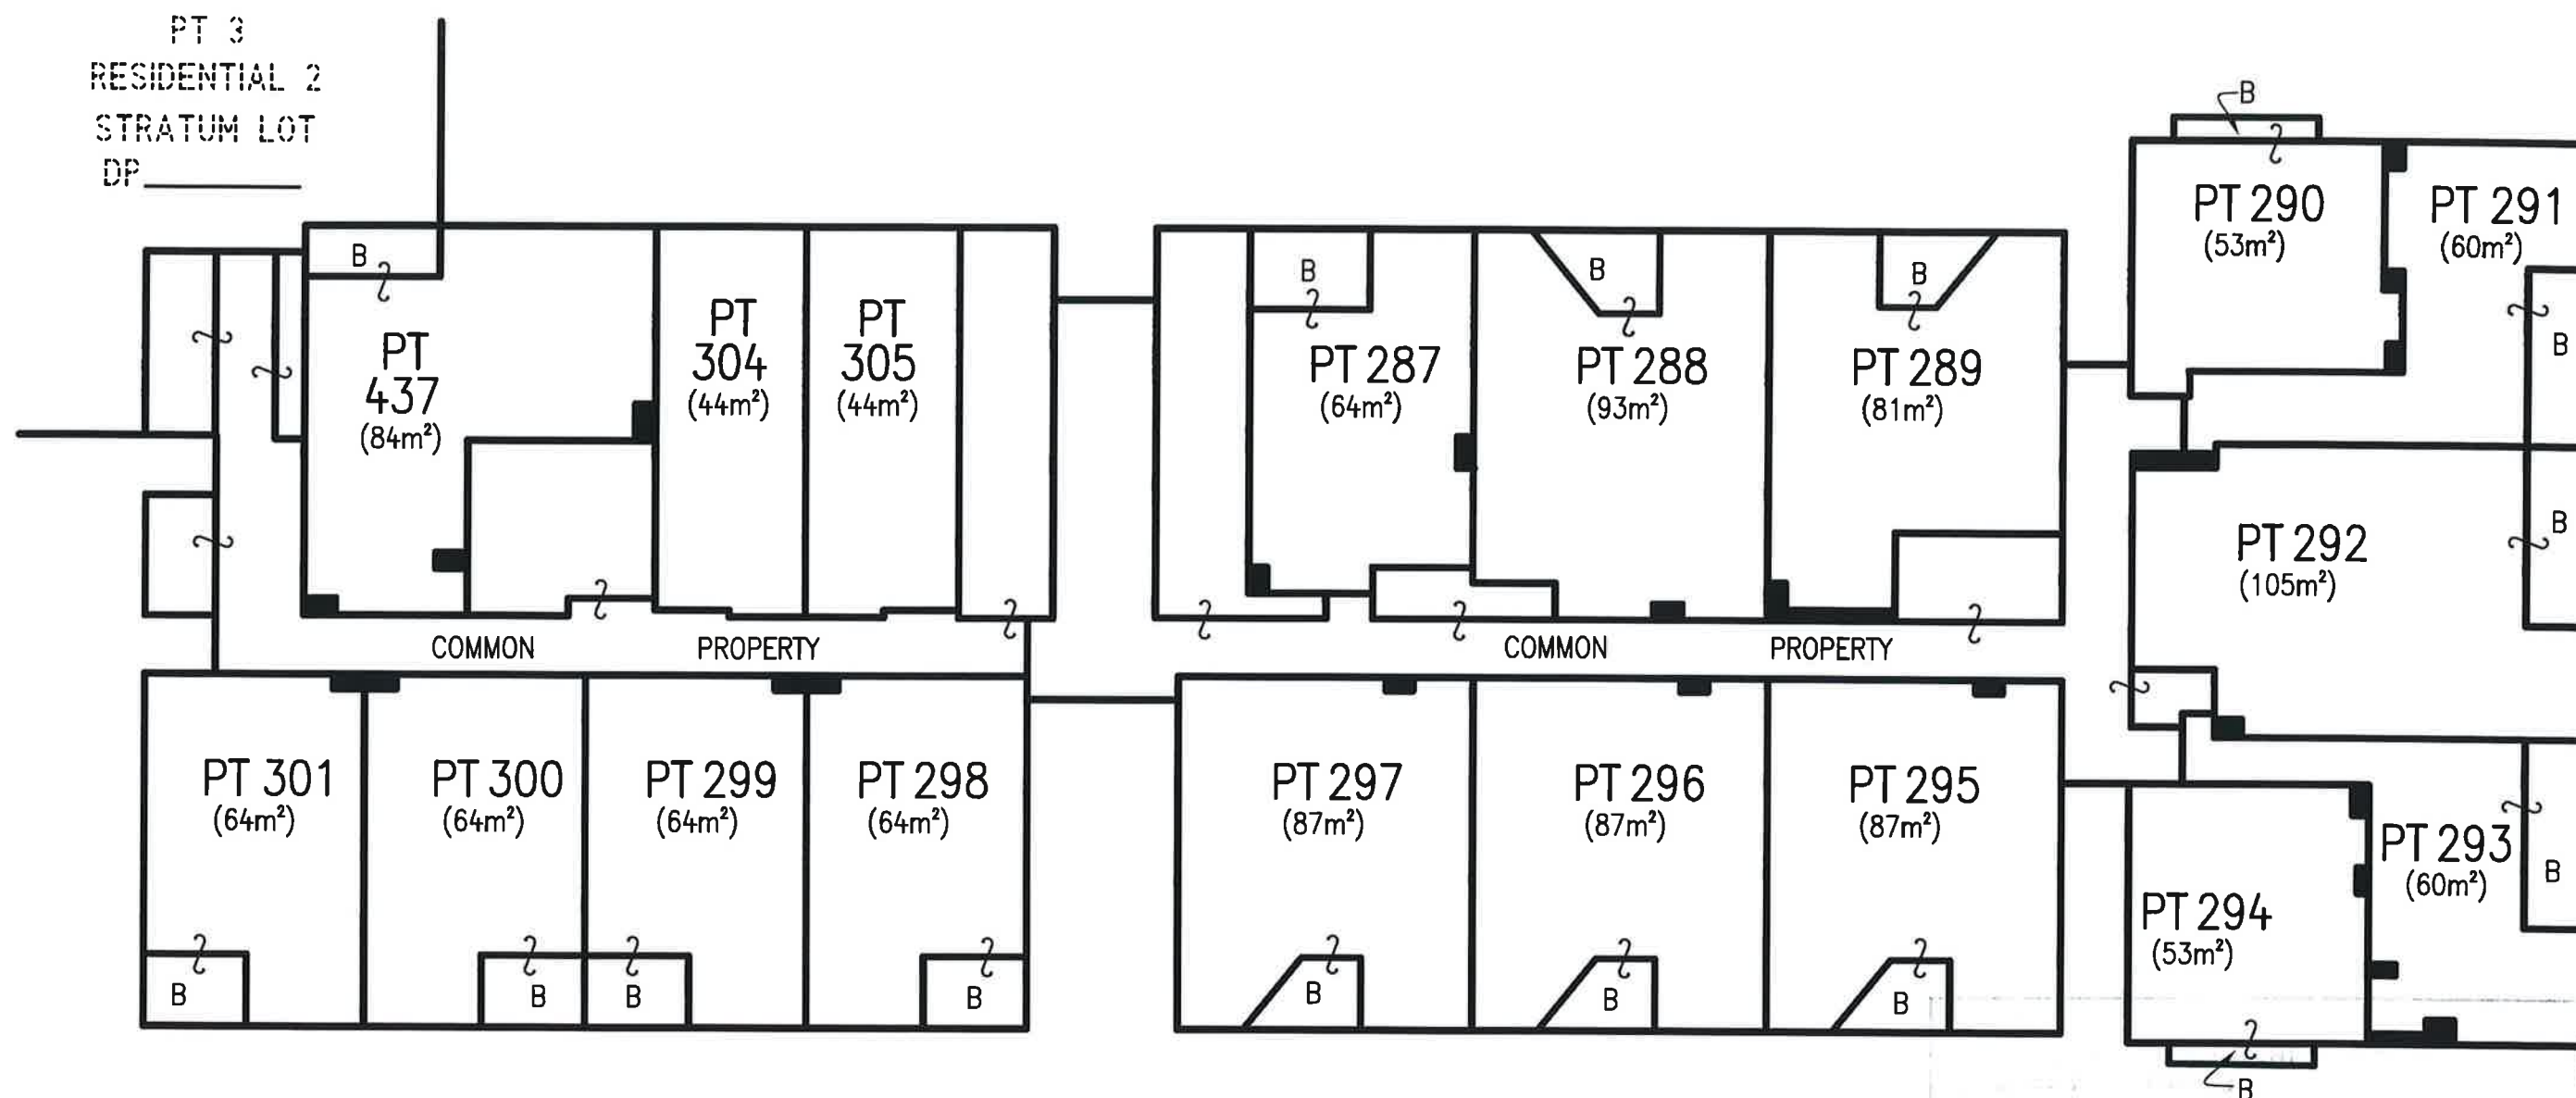 PT 3
RESIDENTIAL 2
STRATUM LOT
DP
B
PT
437
(84m²)
PT
304
(44m²)
PT
305
(44m²)
B
PT 287
(64m²)
B
PT 288
(93m²)
B
PT 289
(81m²)
B
PT 290
(53m²)
PT 291
(60m²)
B
B
PT 292
(105m²)
COMMON PROPERTY
COMMON PROPERTY
PT 301
(64m²)
B
PT 300
(64m²)
B
PT 299
(64m²)
B
PT 298
(64m²)
B
PT 297
(87m²)
B
PT 296
(87m²)
B
PT 295
(87m²)
B
PT 294
(53m²)
B
PT 293
(60m²)
B